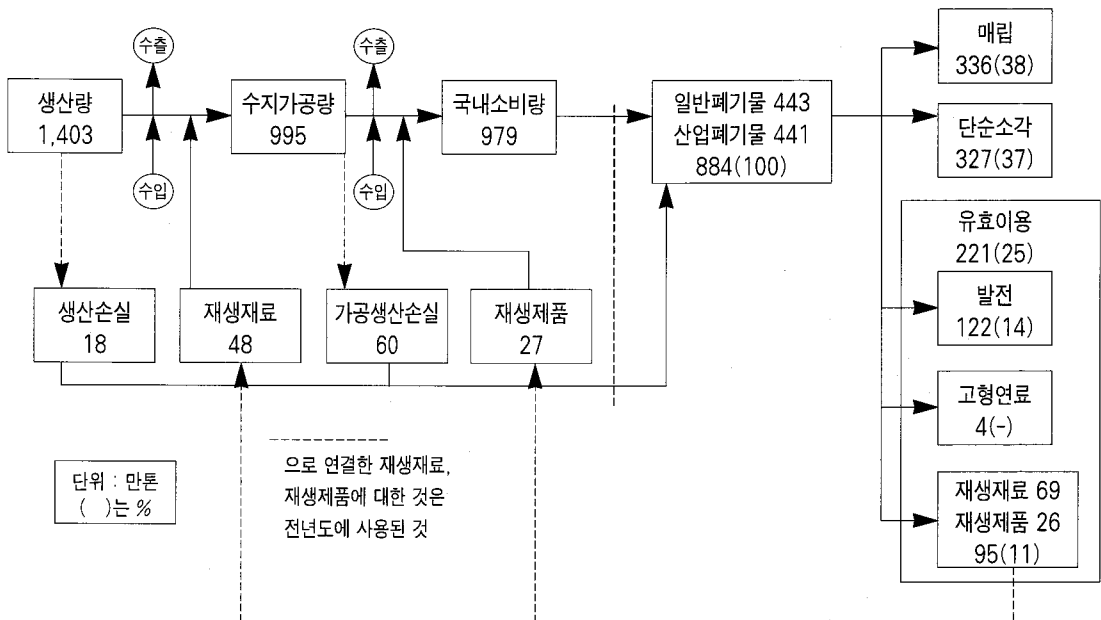 수출
수출
매립
336(38)
생산량
1,403
수지가공량
995
국내소비량
979
일반폐기물 443
산업폐기물 441
884(100)
단순소각
327(37)
수입
수입
유효이용
221(25)
발전
122(14)
생산손실
18
재생재료
48
가공생산손실
60
재생제품
27
고형연료
4(-)
으로 연결한 재생재료,
재생제품에 대한 것은
전년도에 사용된 것
단위 : 만톤
( )는 %
재생재료 69
재생제품 26
95(11)